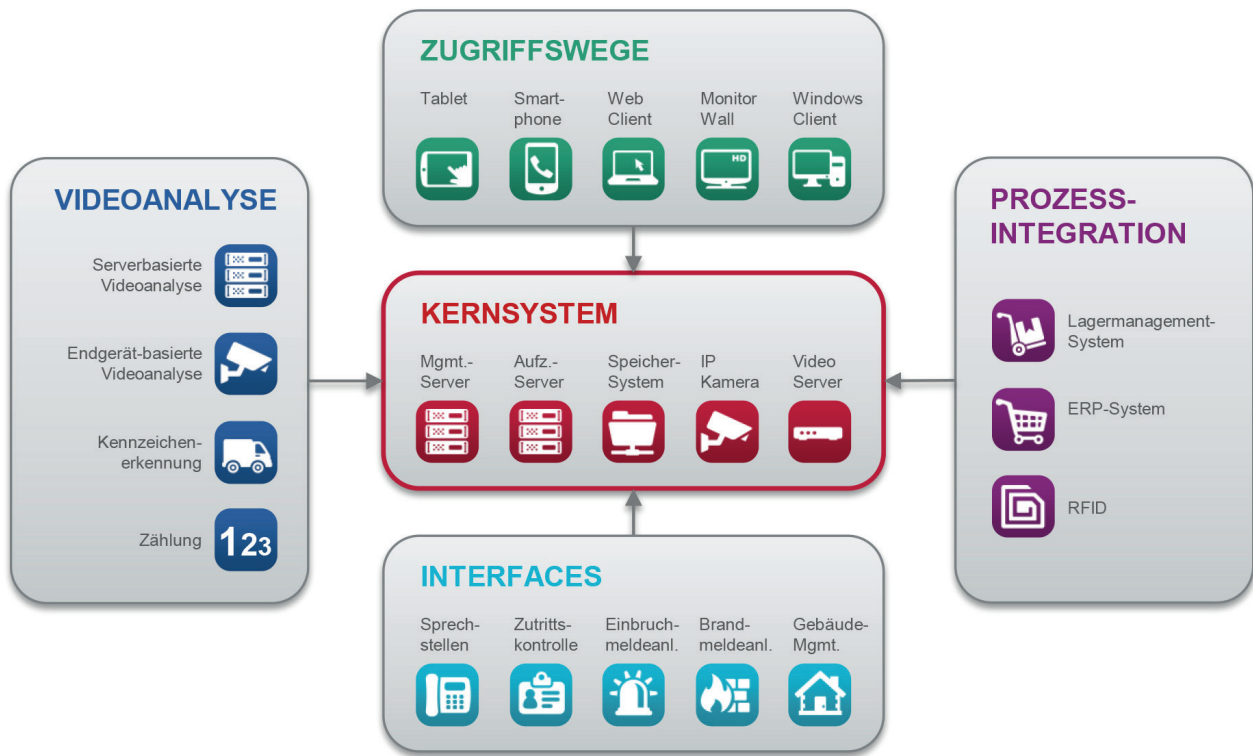 ZUGRIFFSWEGE
Tablet
Smart-
phone
Web
Client
Monitor
Wall
Windows
Client
HD
VIDEOANALYSE
Serverbasierte
Videoanalyse
Endgerät-basierte
Videoanalyse
Kennzeichen-
erkennung
Zählung
123
KERNSYSTEM
Mgmt.-
Server
Aufz.-
Server
Speicher-
System
IP
Kamera
Video
Server
PROZESS-
INTEGRATION
Lagermanagement-
System
ERP-System
RFID
INTERFACES
Sprech-
stellen
Zutritts-
kontrolle
Einbruch-
meldeanl.
Brand-
meldeanl.
Gebäude-
Mgmt.